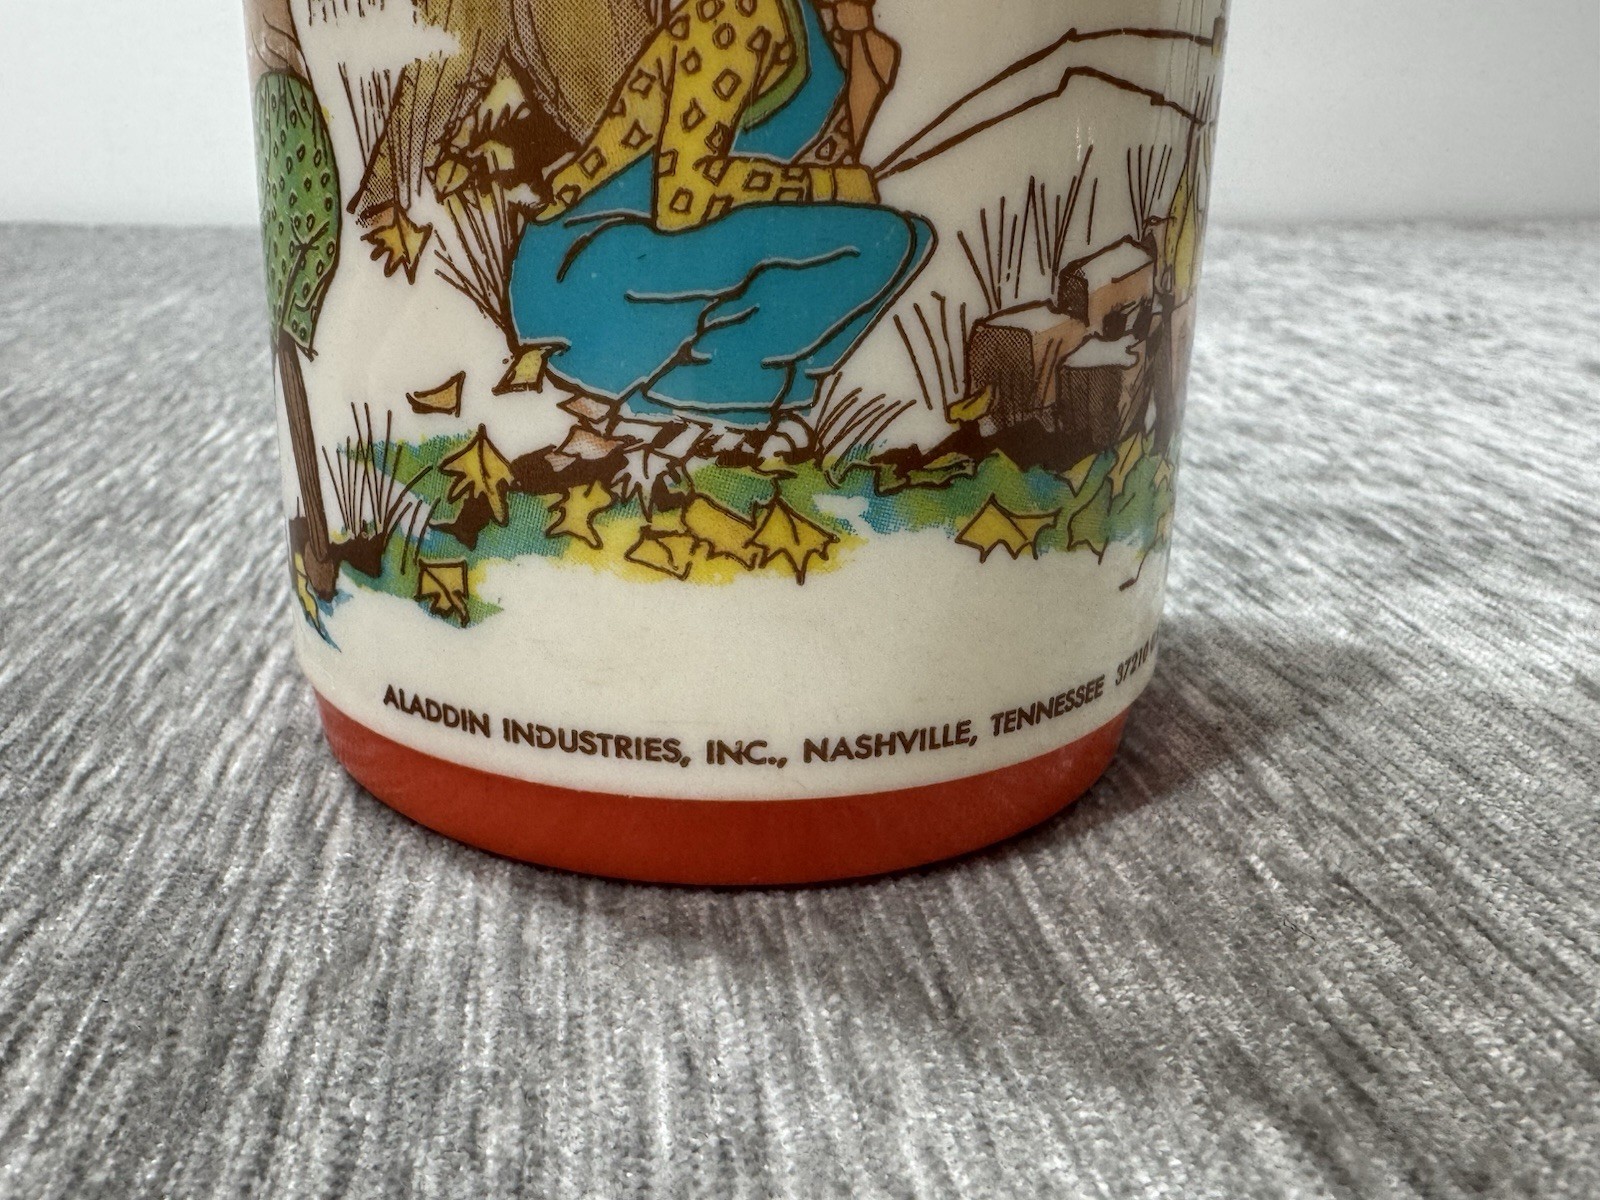 ALADDIN INDUSTRIES, INC., NASHVILLE, TENNESSEE 37210